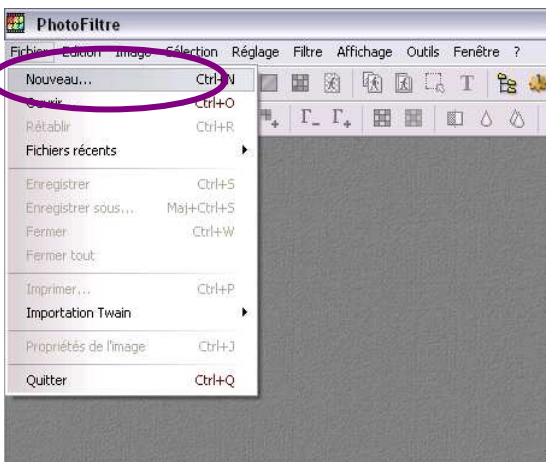 PhotoFiltre
Fichier Edition Image Sélection Réglage Filtre Affichage Outils Fenêtre ?
Nouveau... Ctrl+N
Ouvrir... Ctrl+O
Rétablir Ctrl+R
Fichiers récents
Enregistrer Ctrl+S
Enregistrer sous... Maj+Ctrl+S
Fermer Ctrl+W
Fermer tout
Imprimer... Ctrl+P
Importation Twain
Propriétés de l'image Ctrl+J
Quitter Ctrl+Q